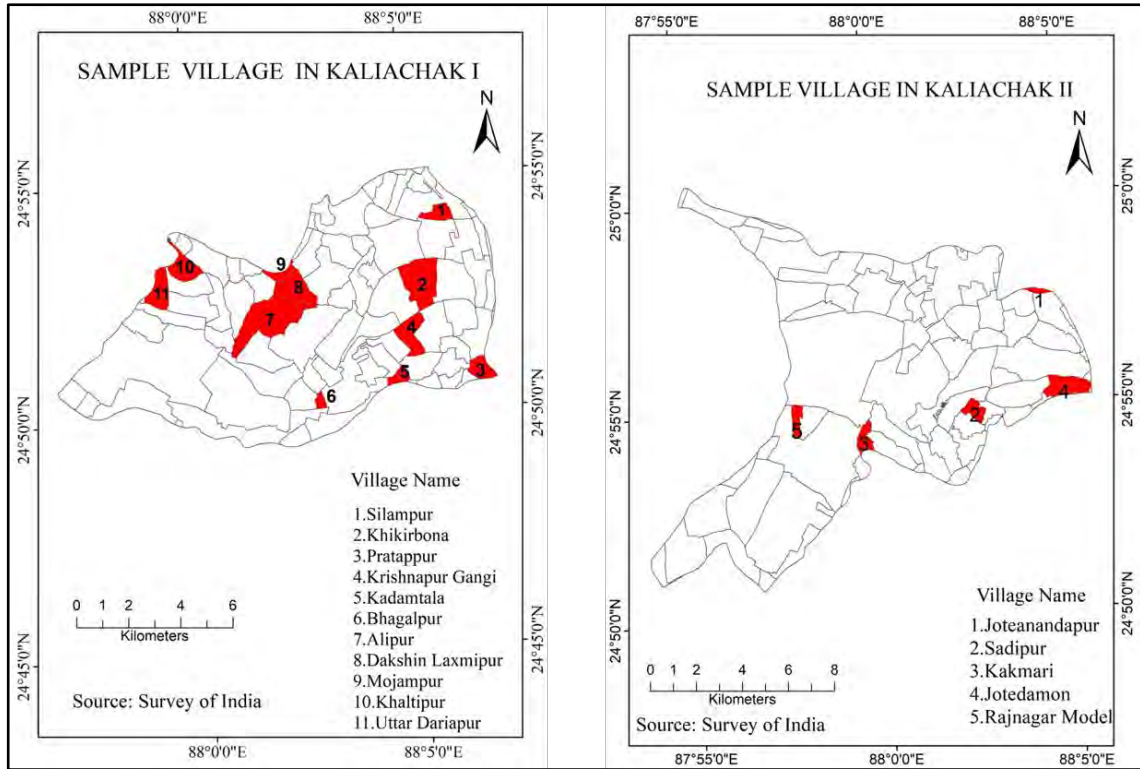 88°0'0"E 88°5'0"E
SAMPLE VILLAGE IN KALIACHAK I
N
24°55'0"N
24°50'0"N
24°55'0"N
24°50'0"N
24°45'0"N
24°45'0"N
1
2
3
4
5
6
7
8
9
10
11
Village Name
1.Silampur
2.Khikirbona
3.Pratappur
4.Krishnapur Gangi
5.Kadamtala
6.Bhagalpur
7.Alipur
8.Dakshin Laxmipur
9.Mojampur
10.Khaltipur
11.Uttar Dariapur
0 1 2 4 6
Kilometers
Source: Survey of India
88°0'0"E 88°5'0"E
87°55'0"E 88°0'0"E 88°5'0"E
SAMPLE VILLAGE IN KALIACHAK II
N
25°0'0"N
24°55'0"N
24°50'0"N
25°0'0"N
24°55'0"N
24°50'0"N
1
2
3
4
5
Village Name
1.Joteanandapur
2.Sadipur
3.Kakmari
4.Jotedamon
5.Rajnagar Model
0 1 2 4 6 8
Kilometers
Source: Survey of India
87°55'0"E 88°0'0"E 88°5'0"E